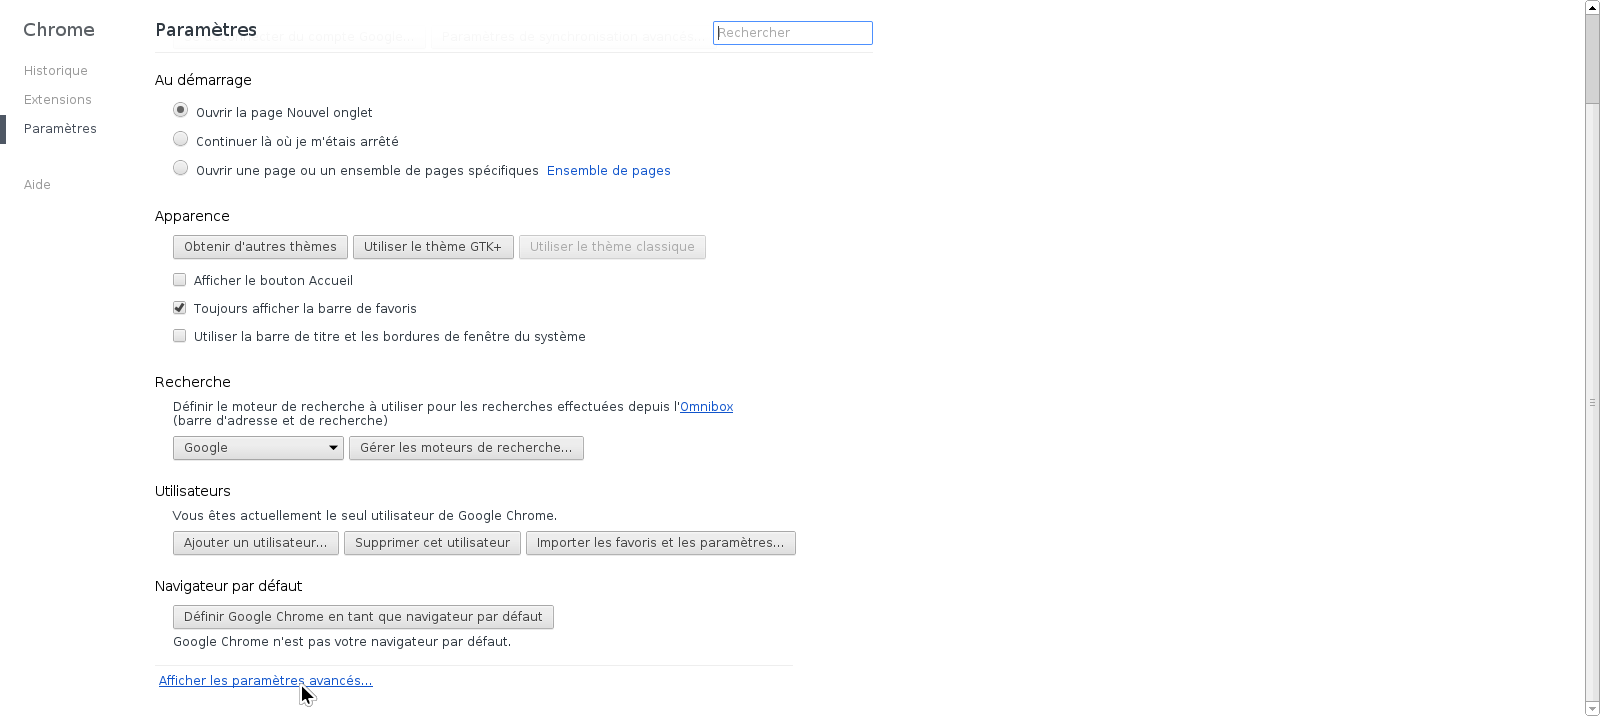 Chrome
Paramètres
Rechercher
Historique
Extensions
Paramètres
Aide
Au démarrage
Ouvrir la page Nouvel onglet
Continuer là où je m'étais arrêté
Ouvrir une page ou un ensemble de pages spécifiques Ensemble de pages
Apparence
Obtenir d'autres thèmes Utiliser le thème GTK+ Utiliser le thème classique
Afficher le bouton Accueil
Toujours afficher la barre de favoris
Utiliser la barre de titre et les bordures de fenêtre du système
Recherche
Définir le moteur de recherche à utiliser pour les recherches effectuées depuis l'Omnibox
(barre d'adresse et de recherche)
Google Gérer les moteurs de recherche...
Utilisateurs
Vous êtes actuellement le seul utilisateur de Google Chrome.
Ajouter un utilisateur... Supprimer cet utilisateur Importer les favoris et les paramètres...
Navigateur par défaut
Définir Google Chrome en tant que navigateur par défaut
Google Chrome n'est pas votre navigateur par défaut.
Afficher les paramètres avancés...